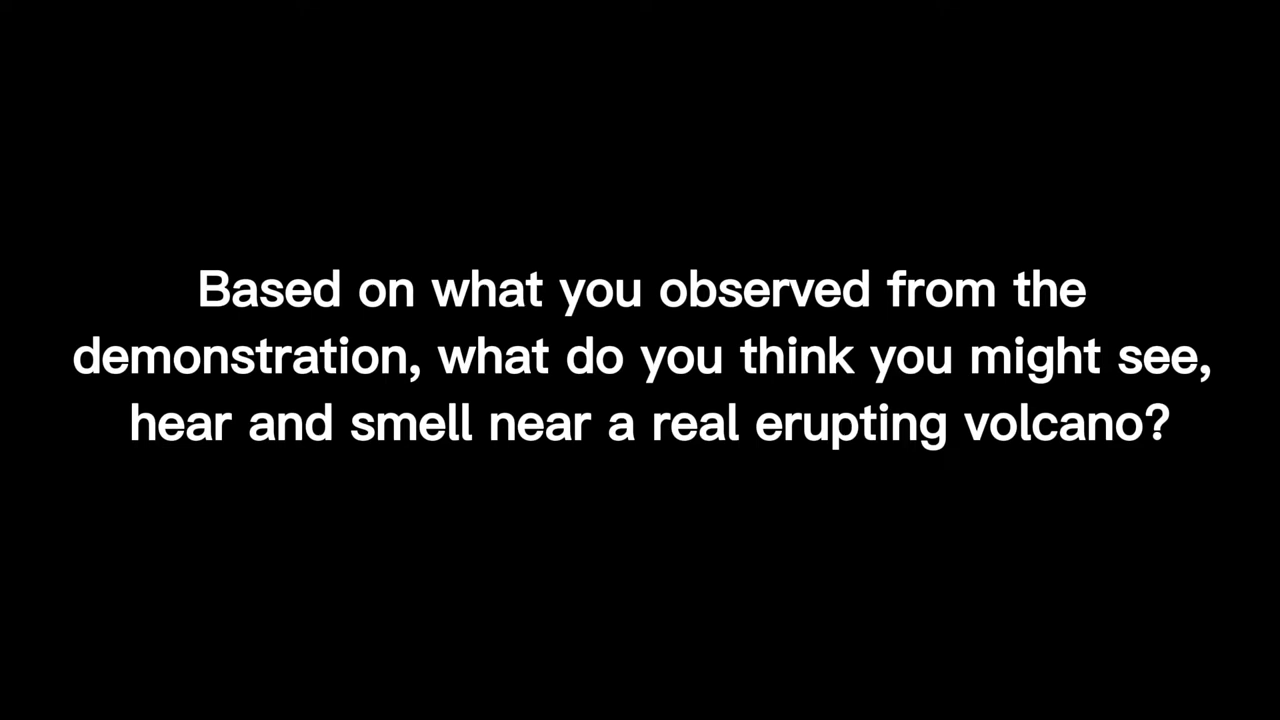 Based on what you observed from the
demonstration, what do you think you might see,
hear and smell near a real erupting volcano?